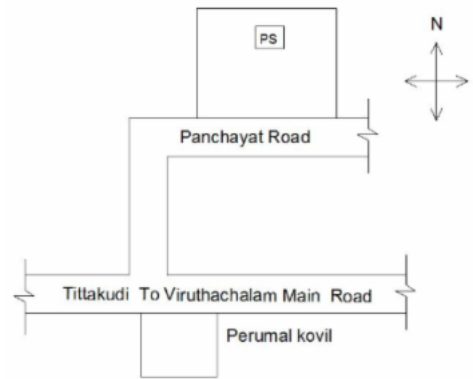 N
PS
Panchayat Road
Tittakudi To Viruthachalam Main Road
Perumal kovil